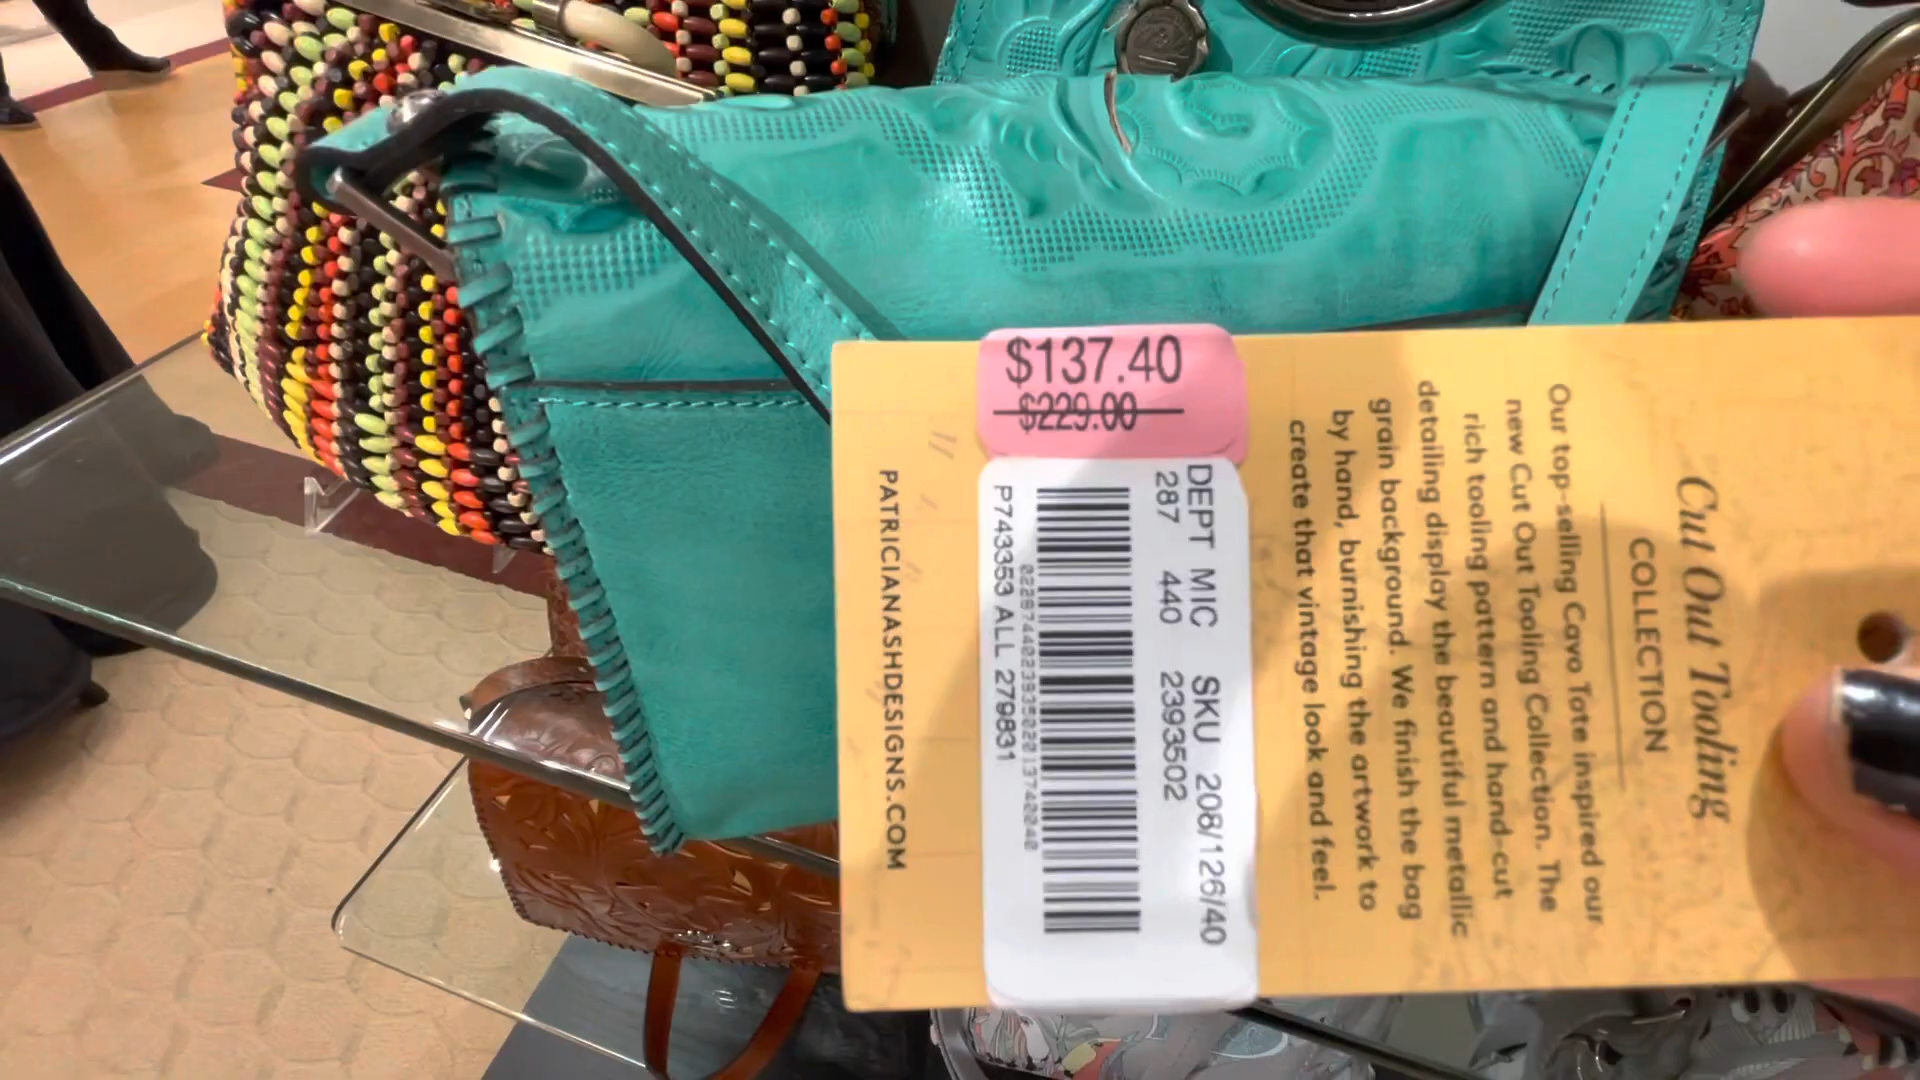 $137.40
$229.00
DEPT MIC SKU 208/126/40
287 440 2393502
P743353 ALL 279831
Cut Out Tooling
COLLECTION
Our top-selling Cavo Tote inspired our
new Cut Out Tooling Collection. The
rich tooling pattern and hand-cut
detailing display the beautiful metallic
grain background. We finish the bag
by hand, burnishing the artwork to
create that vintage look and feel.
PATRICIANASHDESIGNS.COM